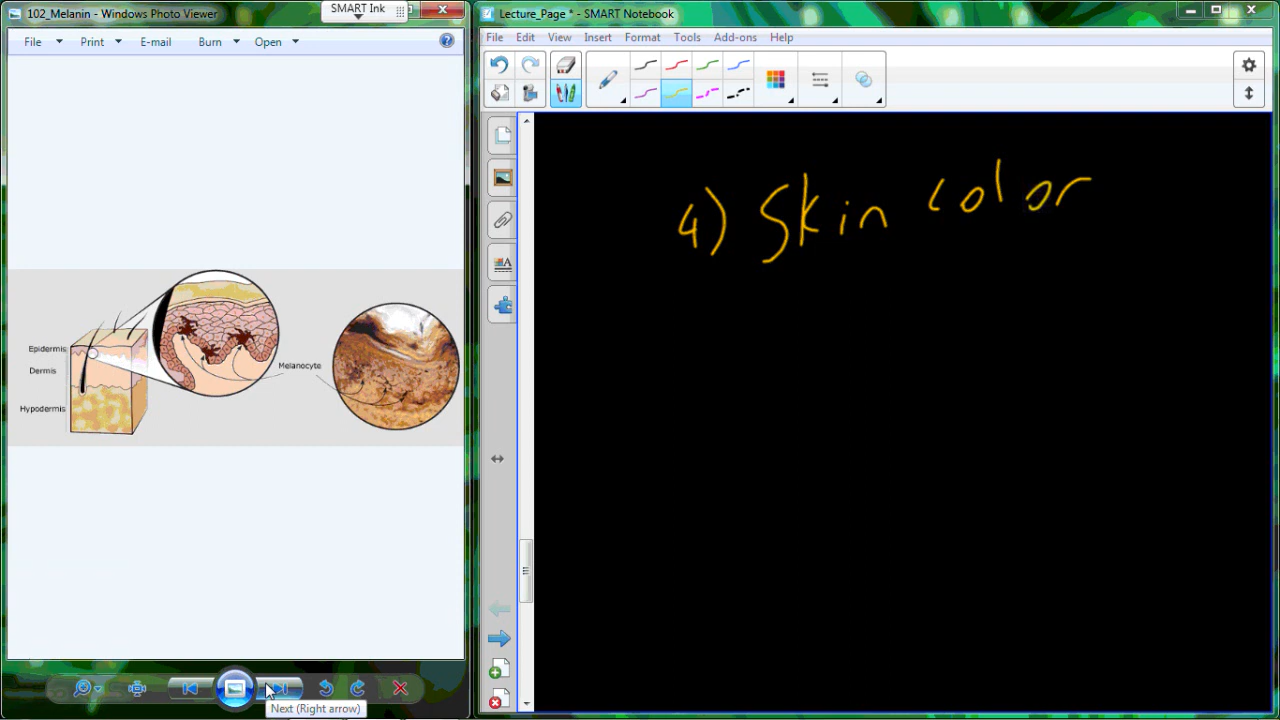 102_Melanin - Windows Photo Viewer
SMART Ink
File Print E-mail Burn Open
Epidermis
Dermis
Hypodermis
Melanocyte
Next (Right arrow)
Lecture_Page * - SMART Notebook
File Edit View Insert Format Tools Add-ons Help
4) Skin color